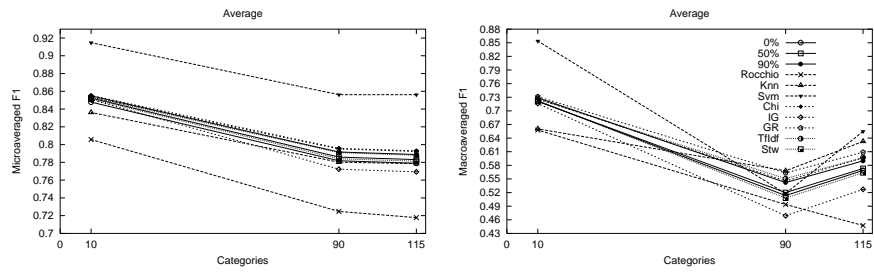 Average
0.92
0.9
0.88
0.86
0.84
0.82
0.8
0.78
0.76
0.74
0.72
0.7
0
10
90
115
Microaveraged F1
Categories
Average
0.88
0.85
0.82
0.79
0.76
0.73
0.70
0.67
0.64
0.61
0.58
0.55
0.52
0.49
0.46
0.43
0
10
90
115
Macroaveraged F1
Categories
0%
50%
90%
Rocchio
Knn
Svm
Chi
IG
GR
TfIdf
Stw